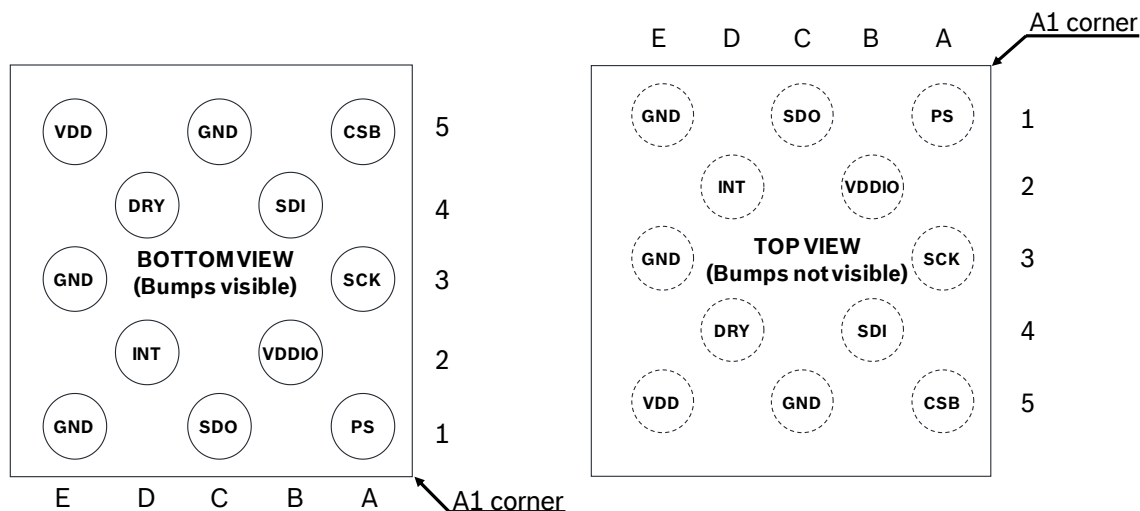 A1 corner
E D C B A
GND SDO PS 1
INT VDDIO 2
TOP VIEW
(Bumps not visible)
GND SCK 3
DRY SDI 4
VDD GND CSB 5
VDD GND CSB 5
DRY SDI 4
BOTTOM VIEW
(Bumps visible)
GND SCK 3
INT VDDIO 2
GND SDO PS 1
E D C B A
A1 corner